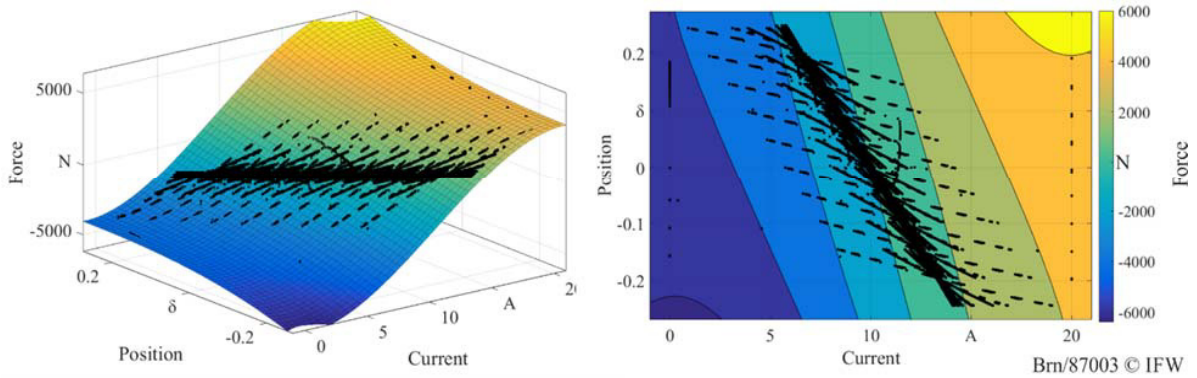 5000
Force
N
-5000
0.2
δ
-0.2
Position
0
5
10
A
20
Current
0.2
δ
Position
0
-0.1
-0.2
0
5
10
A
20
Current
6000
4000
2000
N
0
-2000
-4000
-6000
Force
Brn/87003 © IFW